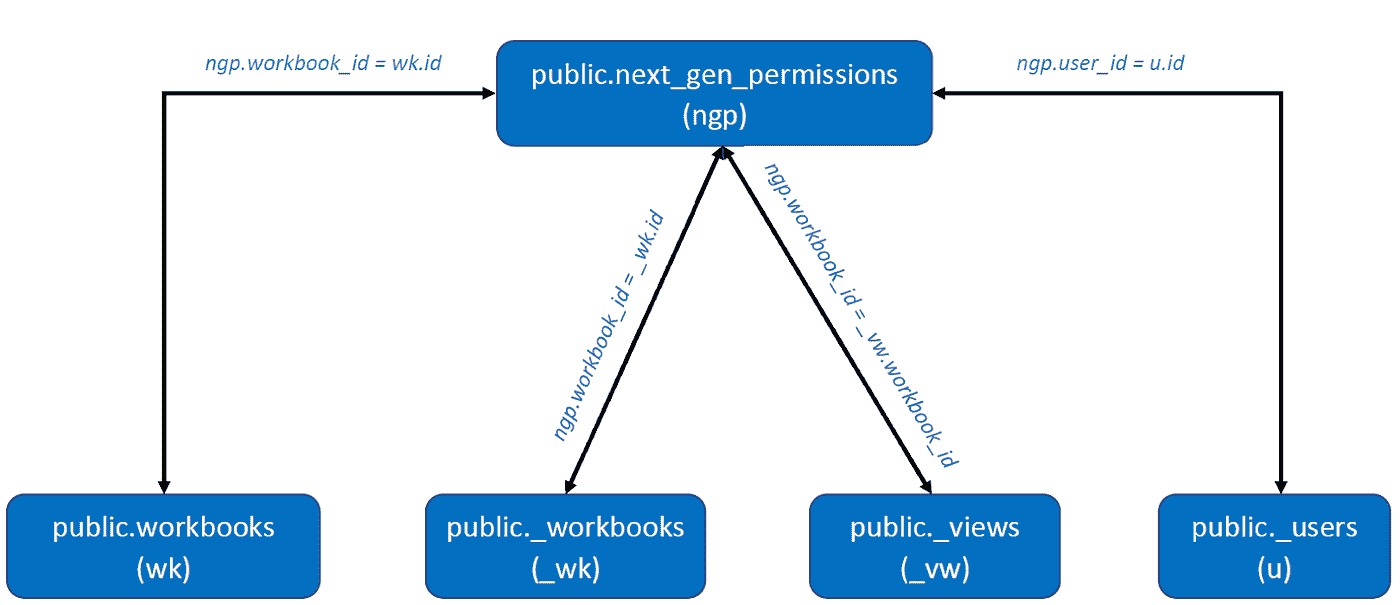 ngp.workbook_id = wk.id
public.next_gen_permissions
(ngp)
ngp.user_id = u.id
ngp.workbook_id = _wk.id
ngp.workbook_id = _vw.workbook_id
public.workbooks
(wk)
public._workbooks
(_wk)
public._views
(_vw)
public._users
(u)